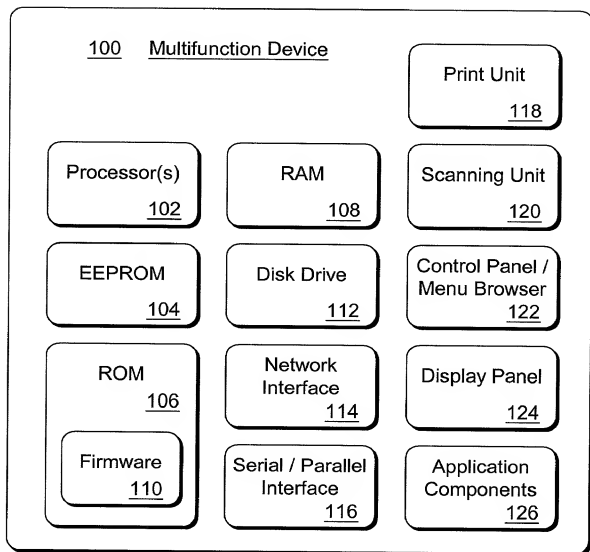 100 Multifunction Device
Print Unit
118
Processor(s)
102
RAM
108
Scanning Unit
120
EEPROM
104
Disk Drive
112
Control Panel /
Menu Browser
122
ROM
106
Firmware
110
Network
Interface
114
Display Panel
124
Serial / Parallel
Interface
116
Application
Components
126